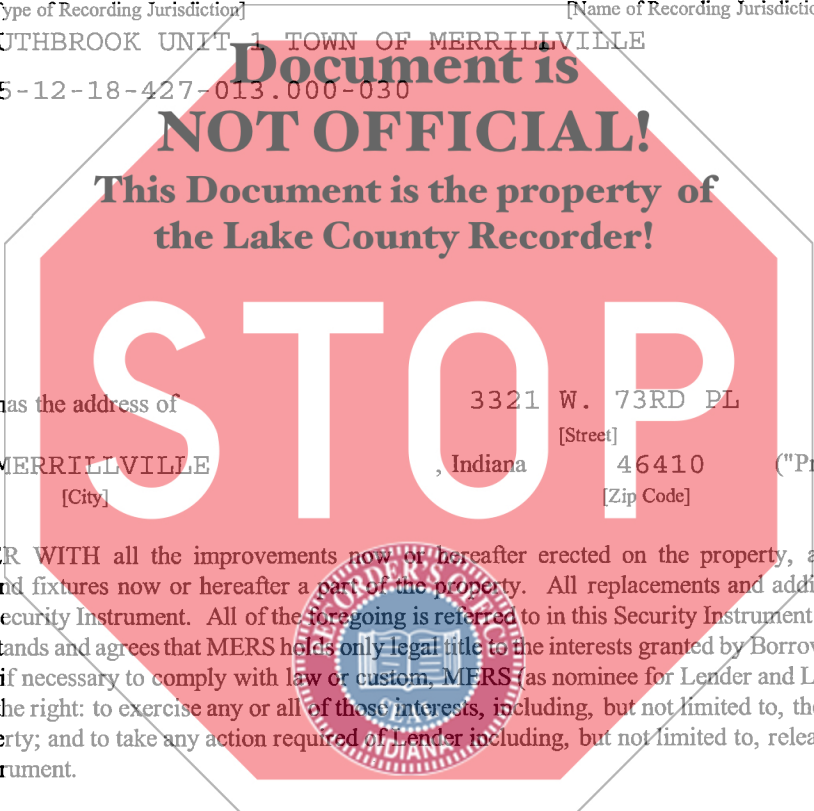 ype of Recording Jurisdiction] [Name of Recording Jurisdictio
UTHBROOK UNIT 1 TOWN OF MERRILLVILLE
Document is
5-12-18-427-013.000-030
NOT OFFICIAL!
This Document is the property of
the Lake County Recorder!
STOP
has the address of 3321 W. 73RD PL
[Street]
MERRILLVILLE , Indiana 46410 ("Pr
[City] [Zip Code]
ER WITH all the improvements now or hereafter erected on the property, a
nd fixtures now or hereafter a part of the property. All replacements and addi
ecurity Instrument. All of the foregoing is referred to in this Security Instrument
tands and agrees that MERS holds only legal title to the interests granted by Borrow
if necessary to comply with law or custom, MERS (as nominee for Lender and L
he right: to exercise any or all of those interests, including, but not limited to, the
erty; and to take any action required of Lender including, but not limited to, relea
rument.
RECORDER'S OFFICE
INDIANA